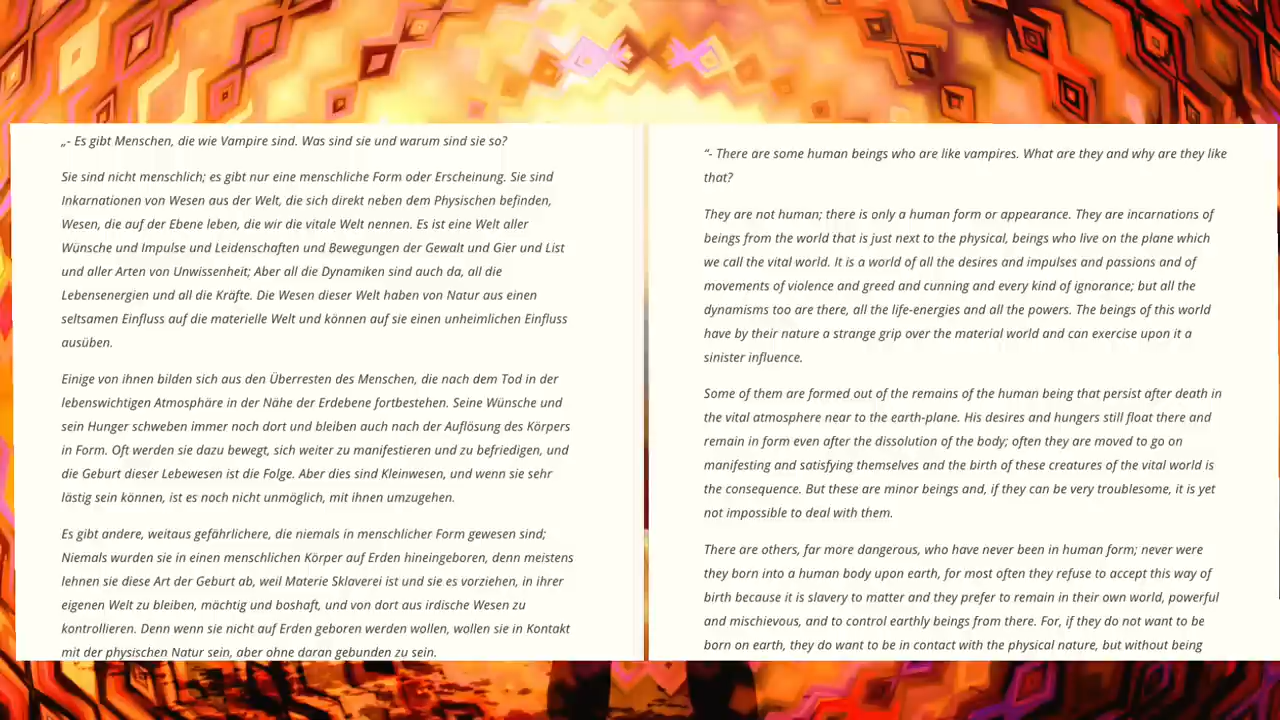 „- Es gibt Menschen, die wie Vampire sind. Was sind sie und warum sind sie so?
Sie sind nicht menschlich; es gibt nur eine menschliche Form oder Erscheinung. Sie sind
Inkarnationen von Wesen aus der Welt, die sich direkt neben dem Physischen befinden,
Wesen, die auf der Ebene leben, die wir die vitale Welt nennen. Es ist eine Welt aller
Wünsche und Impulse und Leidenschaften und Bewegungen der Gewalt und Gier und List
und aller Arten von Unwissenheit; Aber all die Dynamiken sind auch da, all die
Lebensenergien und all die Kräfte. Die Wesen dieser Welt haben von Natur aus einen
seltsamen Einfluss auf die materielle Welt und können auf sie einen unheimlichen Einfluss
ausüben.
Einige von ihnen bilden sich aus den Überresten des Menschen, die nach dem Tod in der
lebenswichtigen Atmosphäre in der Nähe der Erdebene fortbestehen. Seine Wünsche und
sein Hunger schweben immer noch dort und bleiben auch nach der Auflösung des Körpers
in Form. Oft werden sie dazu bewegt, sich weiter zu manifestieren und zu befriedigen, und
die Geburt dieser Lebewesen ist die Folge. Aber dies sind Kleinwesen, und wenn sie sehr
lästig sein können, ist es noch nicht unmöglich, mit ihnen umzugehen.
Es gibt andere, weitaus gefährlichere, die niemals in menschlicher Form gewesen sind;
Niemals wurden sie in einen menschlichen Körper auf Erden hineingeboren, denn meistens
lehnen sie diese Art der Geburt ab, weil Materie Sklaverei ist und sie es vorziehen, in ihrer
eigenen Welt zu bleiben, mächtig und boshaft, und von dort aus irdische Wesen zu
kontrollieren. Denn wenn sie nicht auf Erden geboren werden wollen, wollen sie in Kontakt
mit der physischen Natur sein, aber ohne daran gebunden zu sein.
“- There are some human beings who are like vampires. What are they and why are they like
that?
They are not human; there is only a human form or appearance. They are incarnations of
beings from the world that is just next to the physical, beings who live on the plane which
we call the vital world. It is a world of all the desires and impulses and passions and of
movements of violence and greed and cunning and every kind of ignorance; but all the
dynamisms too are there, all the life-energies and all the powers. The beings of this world
have by their nature a strange grip over the material world and can exercise upon it a
sinister influence.
Some of them are formed out of the remains of the human being that persist after death in
the vital atmosphere near to the earth-plane. His desires and hungers still float there and
remain in form even after the dissolution of the body; often they are moved to go on
manifesting and satisfying themselves and the birth of these creatures of the vital world is
the consequence. But these are minor beings and, if they can be very troublesome, it is yet
not impossible to deal with them.
There are others, far more dangerous, who have never been in human form; never were
they born into a human body upon earth, for most often they refuse to accept this way of
birth because it is slavery to matter and they prefer to remain in their own world, powerful
and mischievous, and to control earthly beings from there. For, if they do not want to be
born on earth, they do want to be in contact with the physical nature, but without being